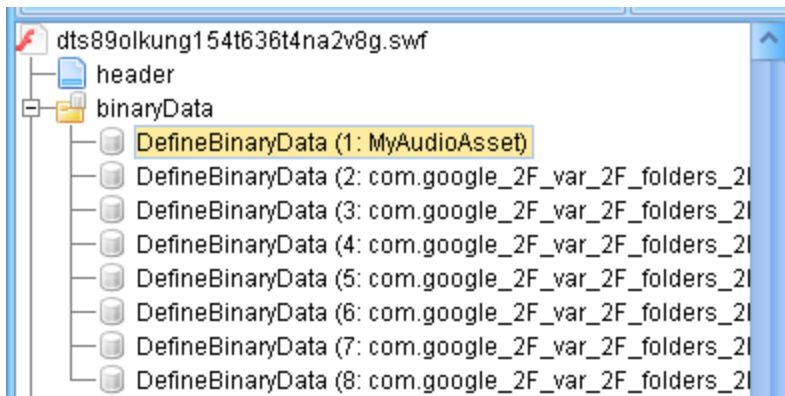 dts89olkung154t636t4na2v8g.swf
header
binaryData
DefineBinaryData (1: MyAudioAsset)
DefineBinaryData (2: com.google_2F_var_2F_folders_2
DefineBinaryData (3: com.google_2F_var_2F_folders_2
DefineBinaryData (4: com.google_2F_var_2F_folders_2
DefineBinaryData (5: com.google_2F_var_2F_folders_2
DefineBinaryData (6: com.google_2F_var_2F_folders_2
DefineBinaryData (7: com.google_2F_var_2F_folders_2
DefineBinaryData (8: com.google_2F_var_2F_folders_2